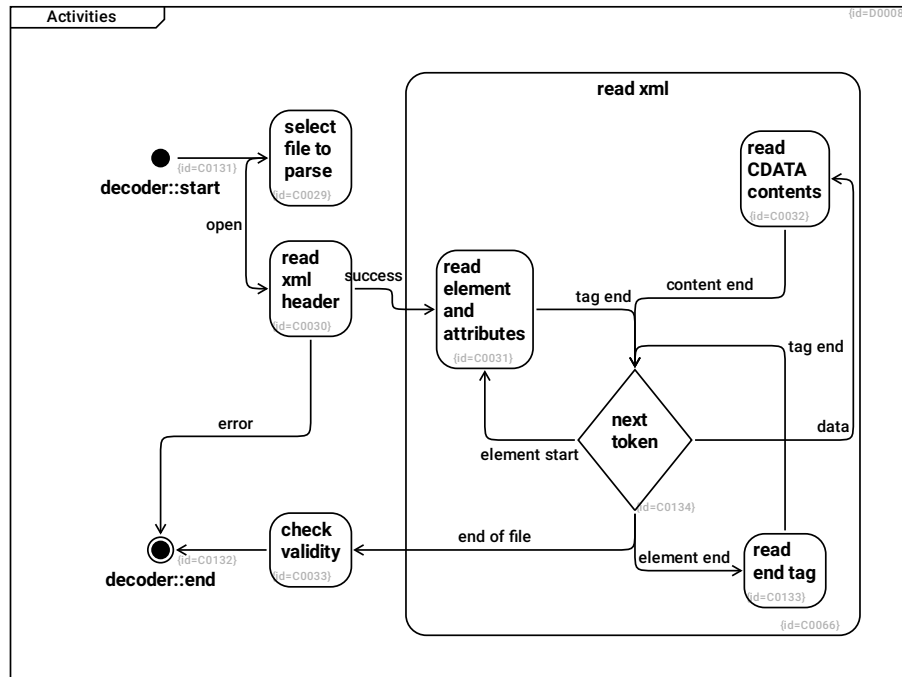 Activities
{id=D0008
read xml
select
file to
parse
{id=C0029}
{id=C0131}
decoder::start
open
read
CDATA
contents
{id=C0032}
read
xml
header
{id=C0030}
success
read
element
and
attributes
{id=C0031}
tag end
content end
tag end
next
token
{id=C0134}
data
element start
error
end of file
element end
check
validity
{id=C0033}
{id=C0132}
decoder::end
read
end tag
{id=C0133}
{id=C0066}